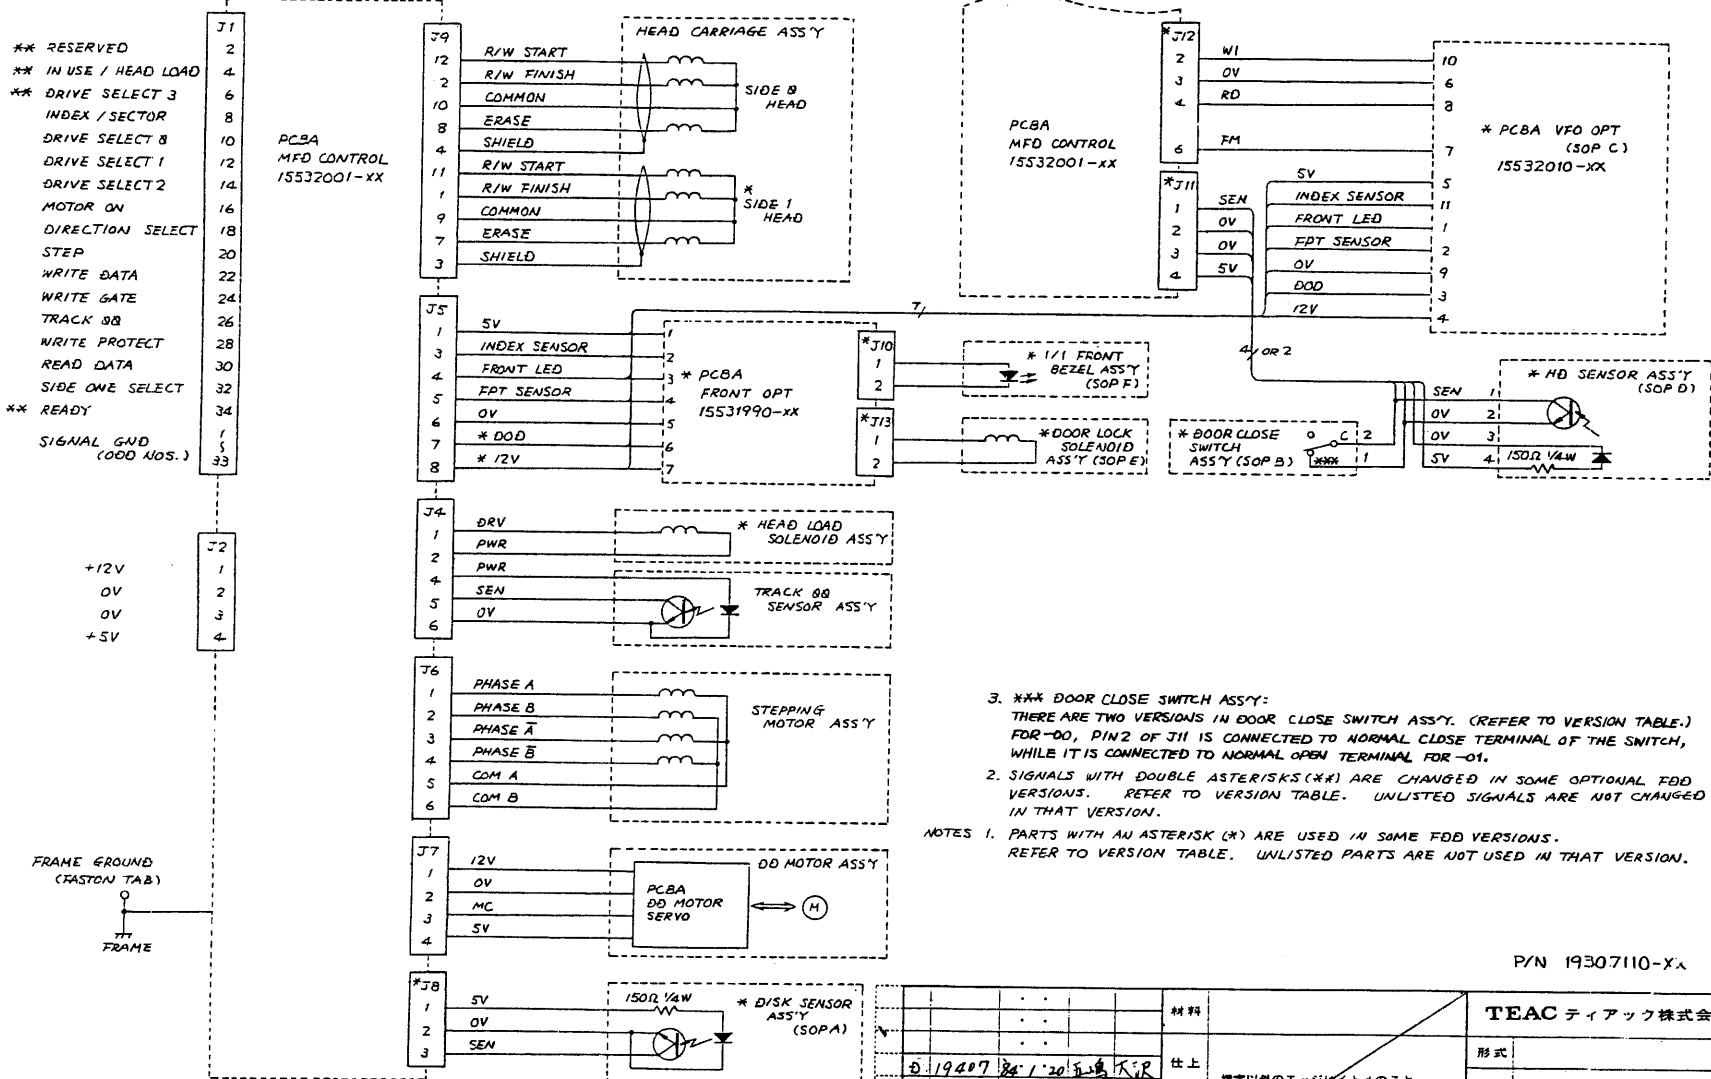 J1
** RESERVED 2
** IN USE / HEAD LOAD 4
** DRIVE SELECT 3 6
INDEX / SECTOR 8
DRIVE SELECT 0 10
DRIVE SELECT 1 12
DRIVE SELECT 2 14
MOTOR ON 16
DIRECTION SELECT 18
STEP 20
WRITE DATA 22
WRITE GATE 24
TRACK 00 26
WRITE PROTECT 28
READ DATA 30
SIDE ONE SELECT 32
** READY 34
SIGNAL GND 1
(ODD NOS.) 33
J2
+12V 1
0V 2
0V 3
+5V 4
FRAME GROUND
(FASTON TAB)
FRAME
PCBA
MFD CONTROL
15532001-XX
J9
12 R/W START
2 R/W FINISH
10 COMMON
8 ERASE
4 SHIELD
11 R/W START
1 R/W FINISH
9 COMMON
7 ERASE
3 SHIELD
HEAD CARRIAGE ASS'Y
SIDE 0
HEAD
*
SIDE 1
HEAD
J5
1 5V 1
3 INDEX SENSOR 2
4 FRONT LED 3
5 FPT SENSOR 4
6 0V 5
7 * DOD 6
8 * 12V 7
* PCBA
FRONT OPT
15531990-XX
7
*J10
1
2
* 1/1 FRONT
BEZEL ASS'Y
(SOP F)
*J13
1
2
* DOOR LOCK
SOLENOID
ASS'Y (SOP E)
J4
1 DRV
2 PWR
4 PWR
5 SEN
6 0V
* HEAD LOAD
SOLENOID ASS'Y
TRACK 00
SENSOR ASS'Y
J6
1 PHASE A
2 PHASE B
3 PHASE A̅
4 PHASE B̅
5 COM A
6 COM B
STEPPING
MOTOR ASS'Y
J7
1 12V
2 0V
3 MC
4 5V
DD MOTOR ASS'Y
PCBA
DD MOTOR
SERVO
M
*J8
1 5V
2 0V
3 SEN
150Ω 1/4W
* DISK SENSOR
ASS'Y
(SOP A)
PCBA
MFD CONTROL
15532001-XX
*J12
2 WI 10
3 0V 6
4 RD 8
6 FM 7
*J11
1 SEN
2 0V
3 0V
4 5V
5V 5
INDEX SENSOR 11
FRONT LED 1
FPT SENSOR 2
0V 9
DOD 3
12V 4
* PCBA VFO OPT
(SOP C)
15532010-XX
4/ OR 2
* DOOR CLOSE
SWITCH
ASS'Y (SOP B)
C 2
*** 1
* HD SENSOR ASS'Y
(SOP D)
SEN 1
0V 2
0V 3
5V 4
150Ω 1/4W
3. *** DOOR CLOSE SWITCH ASS'Y:
THERE ARE TWO VERSIONS IN DOOR CLOSE SWITCH ASS'Y. (REFER TO VERSION TABLE.)
FOR -00, PIN2 OF J11 IS CONNECTED TO NORMAL CLOSE TERMINAL OF THE SWITCH,
WHILE IT IS CONNECTED TO NORMAL OPEN TERMINAL FOR -01.
2. SIGNALS WITH DOUBLE ASTERISKS (**) ARE CHANGED IN SOME OPTIONAL FDD
VERSIONS. REFER TO VERSION TABLE. UNLISTED SIGNALS ARE NOT CHANGED
IN THAT VERSION.
NOTES 1. PARTS WITH AN ASTERISK (*) ARE USED IN SOME FDD VERSIONS.
REFER TO VERSION TABLE. UNLISTED PARTS ARE NOT USED IN THAT VERSION.
P/N 19307110-XX
材料
仕上
TEAC ティアック株式会
形式
D 19407 84・1・20